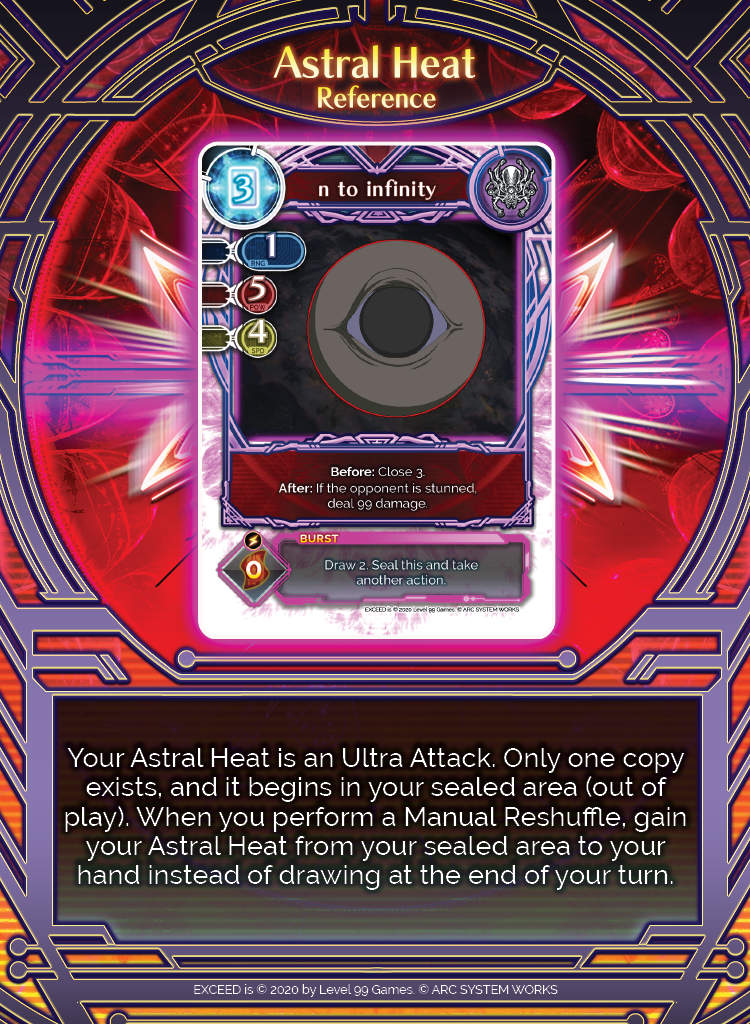 Astral Heat
Reference
3
n to infinity
1
RNG
5
POW
4
SPD
Before: Close 3.
After: If the opponent is stunned,
deal 99 damage.
BURST
0
Draw 2. Seal this and take
another action.
EXCEED is © 2020 Level 99 Games. © ARC SYSTEM WORKS
Your Astral Heat is an Ultra Attack. Only one copy
exists, and it begins in your sealed area (out of
play). When you perform a Manual Reshuffle, gain
your Astral Heat from your sealed area to your
hand instead of drawing at the end of your turn.
EXCEED is © 2020 by Level 99 Games. © ARC SYSTEM WORKS